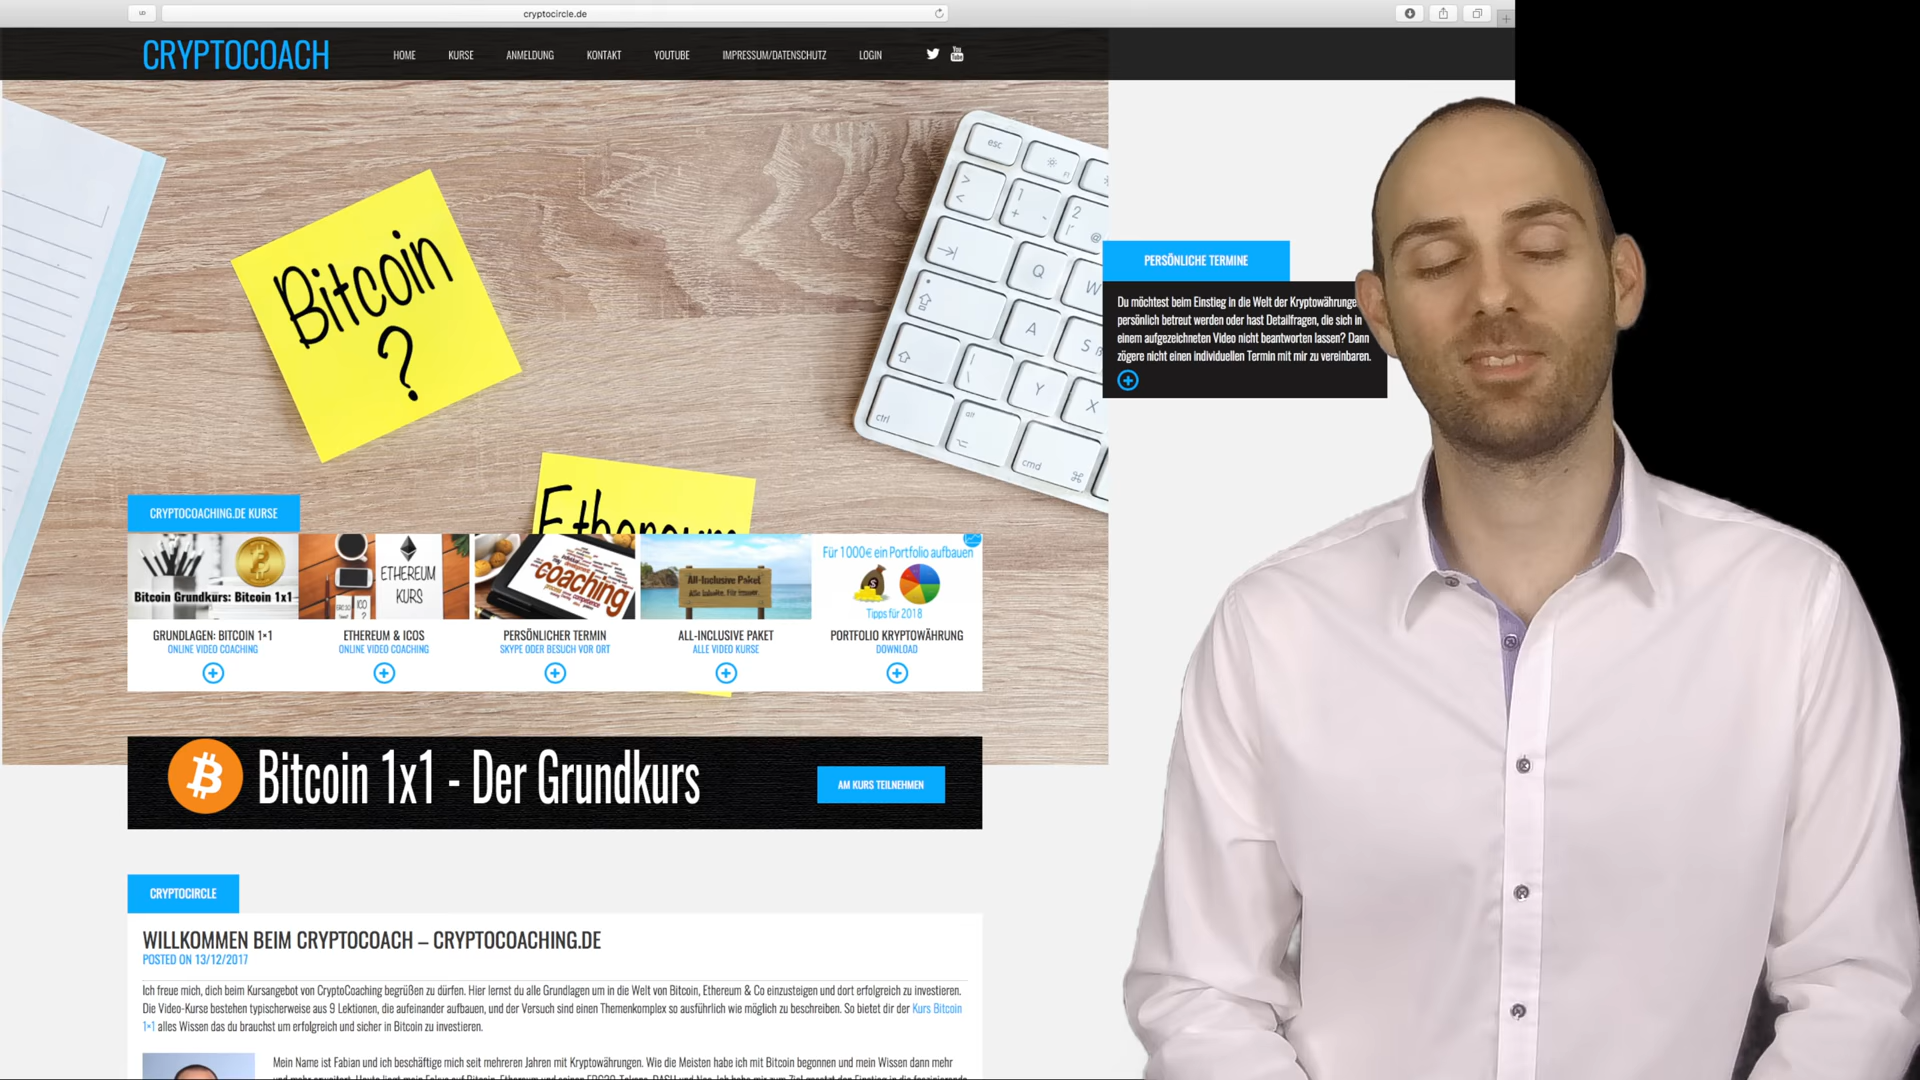 cryptocircle.de
CRYPTOCOACH
HOME KURSE ANMELDUNG KONTAKT YOUTUBE IMPRESSUM/DATENSCHUTZ LOGIN
You
Tube
Bitcoin
?
esc
F1
>
<
1
+ -
2
@
Q
W
A
S
Y
X
ctrl
alt
cmd
PERSÖNLICHE TERMINE
Du möchtest beim Einstieg in die Welt der Kryptowährunge
persönlich betreut werden oder hast Detailfragen, die sich in
einem aufgezeichneten Video nicht beantworten lassen? Dann
zögere nicht einen individuellen Termin mit mir zu vereinbaren.
Ethereum
CRYPTOCOACHING.DE KURSE
Bitcoin Grundkurs: Bitcoin 1x1
ETHEREUM
KURS
coaching
All-Inclusive Paket
Alle Inhalte. Für immer.
Für 1000€ ein Portfolio aufbauen
Tipps für 2018
GRUNDLAGEN: BITCOIN 1×1
ONLINE VIDEO COACHING
ETHEREUM & ICOS
ONLINE VIDEO COACHING
PERSÖNLICHER TERMIN
SKYPE ODER BESUCH VOR ORT
ALL-INCLUSIVE PAKET
ALLE VIDEO KURSE
PORTFOLIO KRYPTOWÄHRUNG
DOWNLOAD
Bitcoin 1x1 - Der Grundkurs
AM KURS TEILNEHMEN
CRYPTOCIRCLE
WILLKOMMEN BEIM CRYPTOCOACH – CRYPTOCOACHING.DE
POSTED ON 13/12/2017
Ich freue mich, dich beim Kursangebot von CryptoCoaching begrüßen zu dürfen. Hier lernst du alle Grundlagen um in die Welt von Bitcoin, Ethereum & Co einzusteigen und dort erfolgreich zu investieren.
Die Video-Kurse bestehen typischerweise aus 9 Lektionen, die aufeinander aufbauen, und der Versuch sind einen Themenkomplex so ausführlich wie möglich zu beschreiben. So bietet dir der Kurs Bitcoin
1×1 alles Wissen das du brauchst um erfolgreich und sicher in Bitcoin zu investieren.
Mein Name ist Fabian und ich beschäftige mich seit mehreren Jahren mit Kryptowährungen. Wie die Meisten habe ich mit Bitcoin begonnen und mein Wissen dann mehr